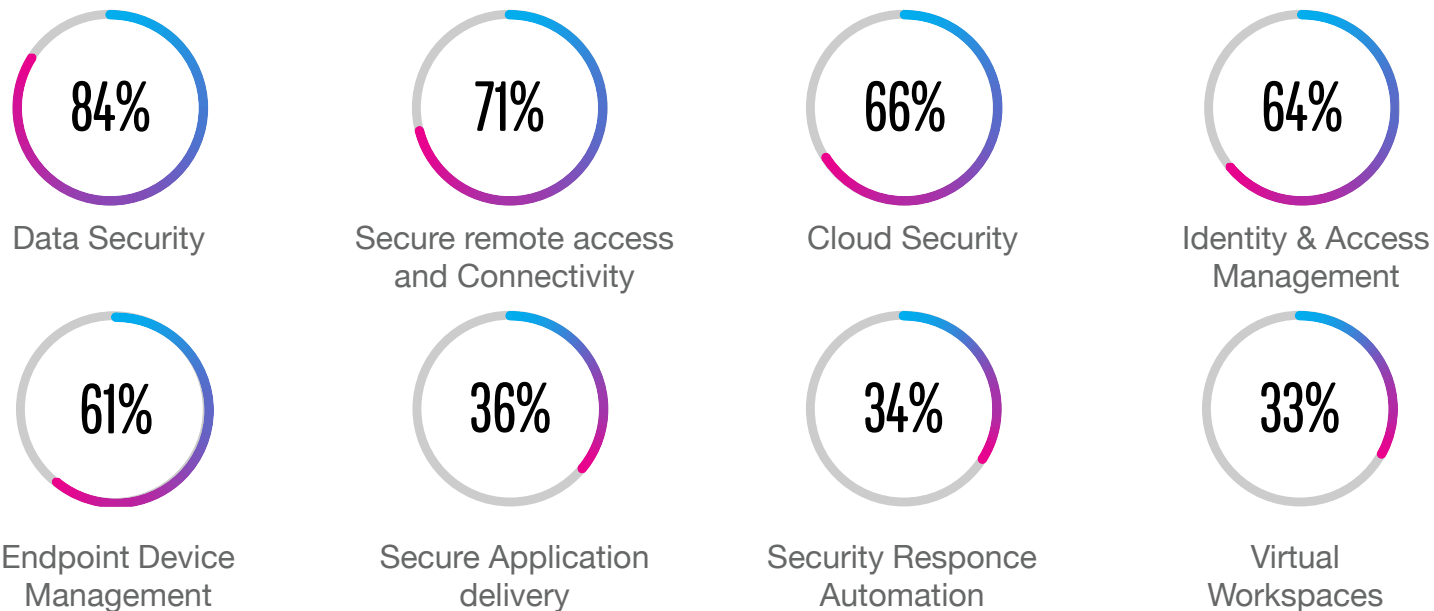 84%
71%
66%
64%
Data Security
Secure remote access
and Connectivity
Cloud Security
Identity & Access
Management
61%
36%
34%
33%
Endpoint Device
Management
Secure Application
delivery
Security Responce
Automation
Virtual
Workspaces